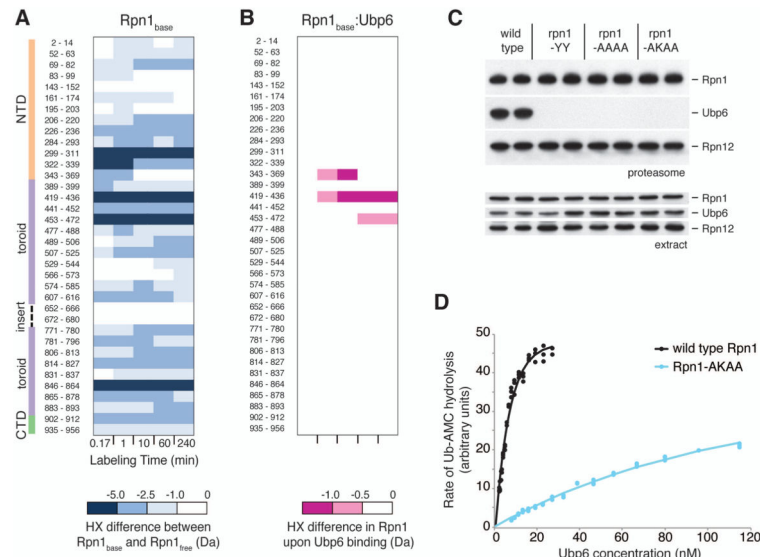 A
Rpn1base
NTD
toroid
insert
toroid
CTD
2 - 14
52 - 63
69 - 82
83 - 99
143 - 152
161 - 174
195 - 203
206 - 220
226 - 236
284 - 293
299 - 311
322 - 339
343 - 369
389 - 399
419 - 436
441 - 452
453 - 472
477 - 488
489 - 506
507 - 525
529 - 544
566 - 573
574 - 585
607 - 616
652 - 666
672 - 680
771 - 780
781 - 796
806 - 813
814 - 827
831 - 837
846 - 864
865 - 878
883 - 893
902 - 912
935 - 956
0.17 1 10 60 240
Labeling Time (min)
-5.0 -2.5 -1.0 0
HX difference between
Rpn1base and Rpn1free (Da)
B
Rpn1base:Ubp6
2 - 14
52 - 63
69 - 82
83 - 99
143 - 152
161 - 174
195 - 203
206 - 220
226 - 236
284 - 293
299 - 311
322 - 339
343 - 369
389 - 399
419 - 436
441 - 452
453 - 472
477 - 488
489 - 506
507 - 525
529 - 544
566 - 573
574 - 585
607 - 616
652 - 666
672 - 680
771 - 780
781 - 796
806 - 813
814 - 827
831 - 837
846 - 864
865 - 878
883 - 893
902 - 912
935 - 956
-1.0 -0.5 0
HX difference in Rpn1
upon Ubp6 binding (Da)
C
wild type
rpn1 -YY
rpn1 -AAAA
rpn1 -AKAA
Rpn1
Ubp6
Rpn12
proteasome
Rpn1
Ubp6
Rpn12
extract
D
wild type Rpn1
Rpn1-AKAA
Rate of Ub-AMC hydrolysis
(arbitrary units)
50
40
30
20
10
0
0 20 40 60 80 100 120
Ubp6 concentration (nM)